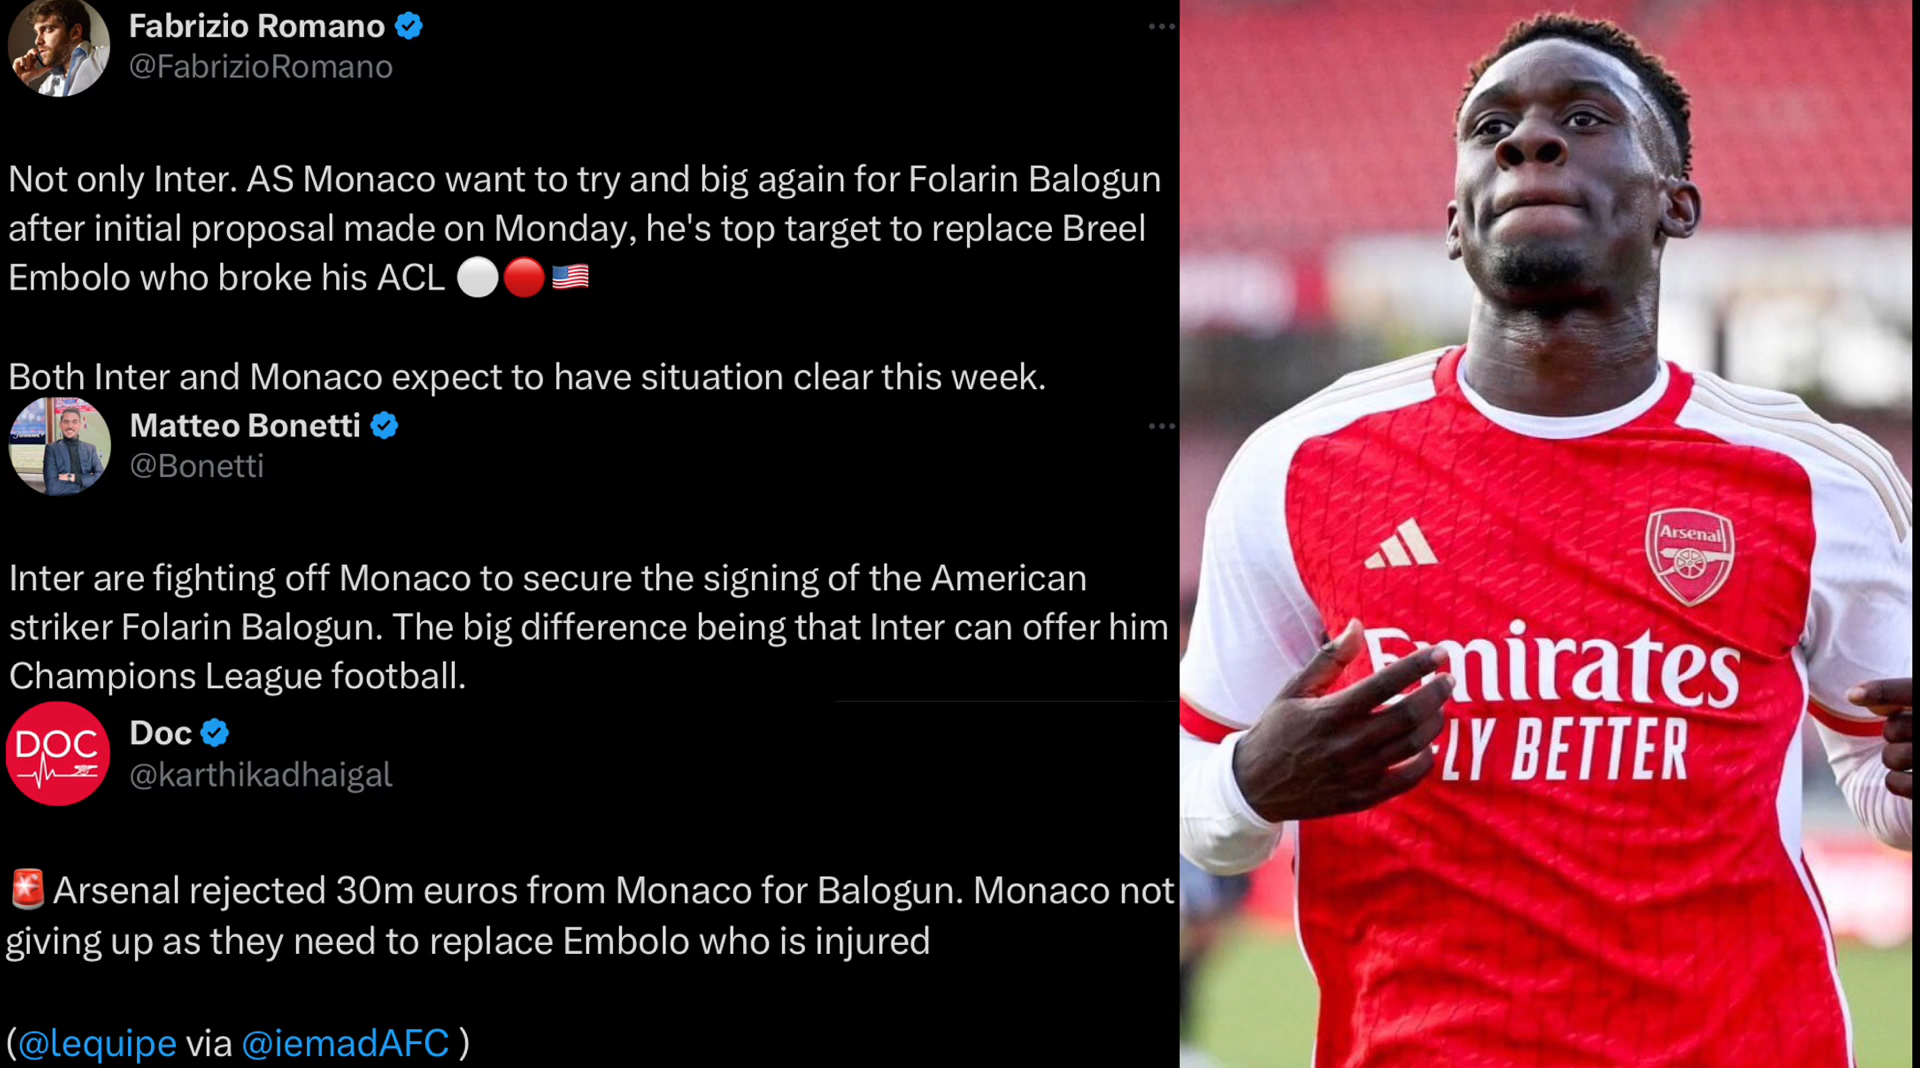 Fabrizio Romano
@FabrizioRomano
Not only Inter. AS Monaco want to try and big again for Folarin Balogun
after initial proposal made on Monday, he's top target to replace Breel
Embolo who broke his ACL ⚪🔴🇺🇸
Both Inter and Monaco expect to have situation clear this week.
Matteo Bonetti
@Bonetti
Inter are fighting off Monaco to secure the signing of the American
striker Folarin Balogun. The big difference being that Inter can offer him
Champions League football.
DOC
Doc
@karthikadhaigal
🚨Arsenal rejected 30m euros from Monaco for Balogun. Monaco not
giving up as they need to replace Embolo who is injured
(@lequipe via @iemadAFC )
Arsenal
Emirates
FLY BETTER